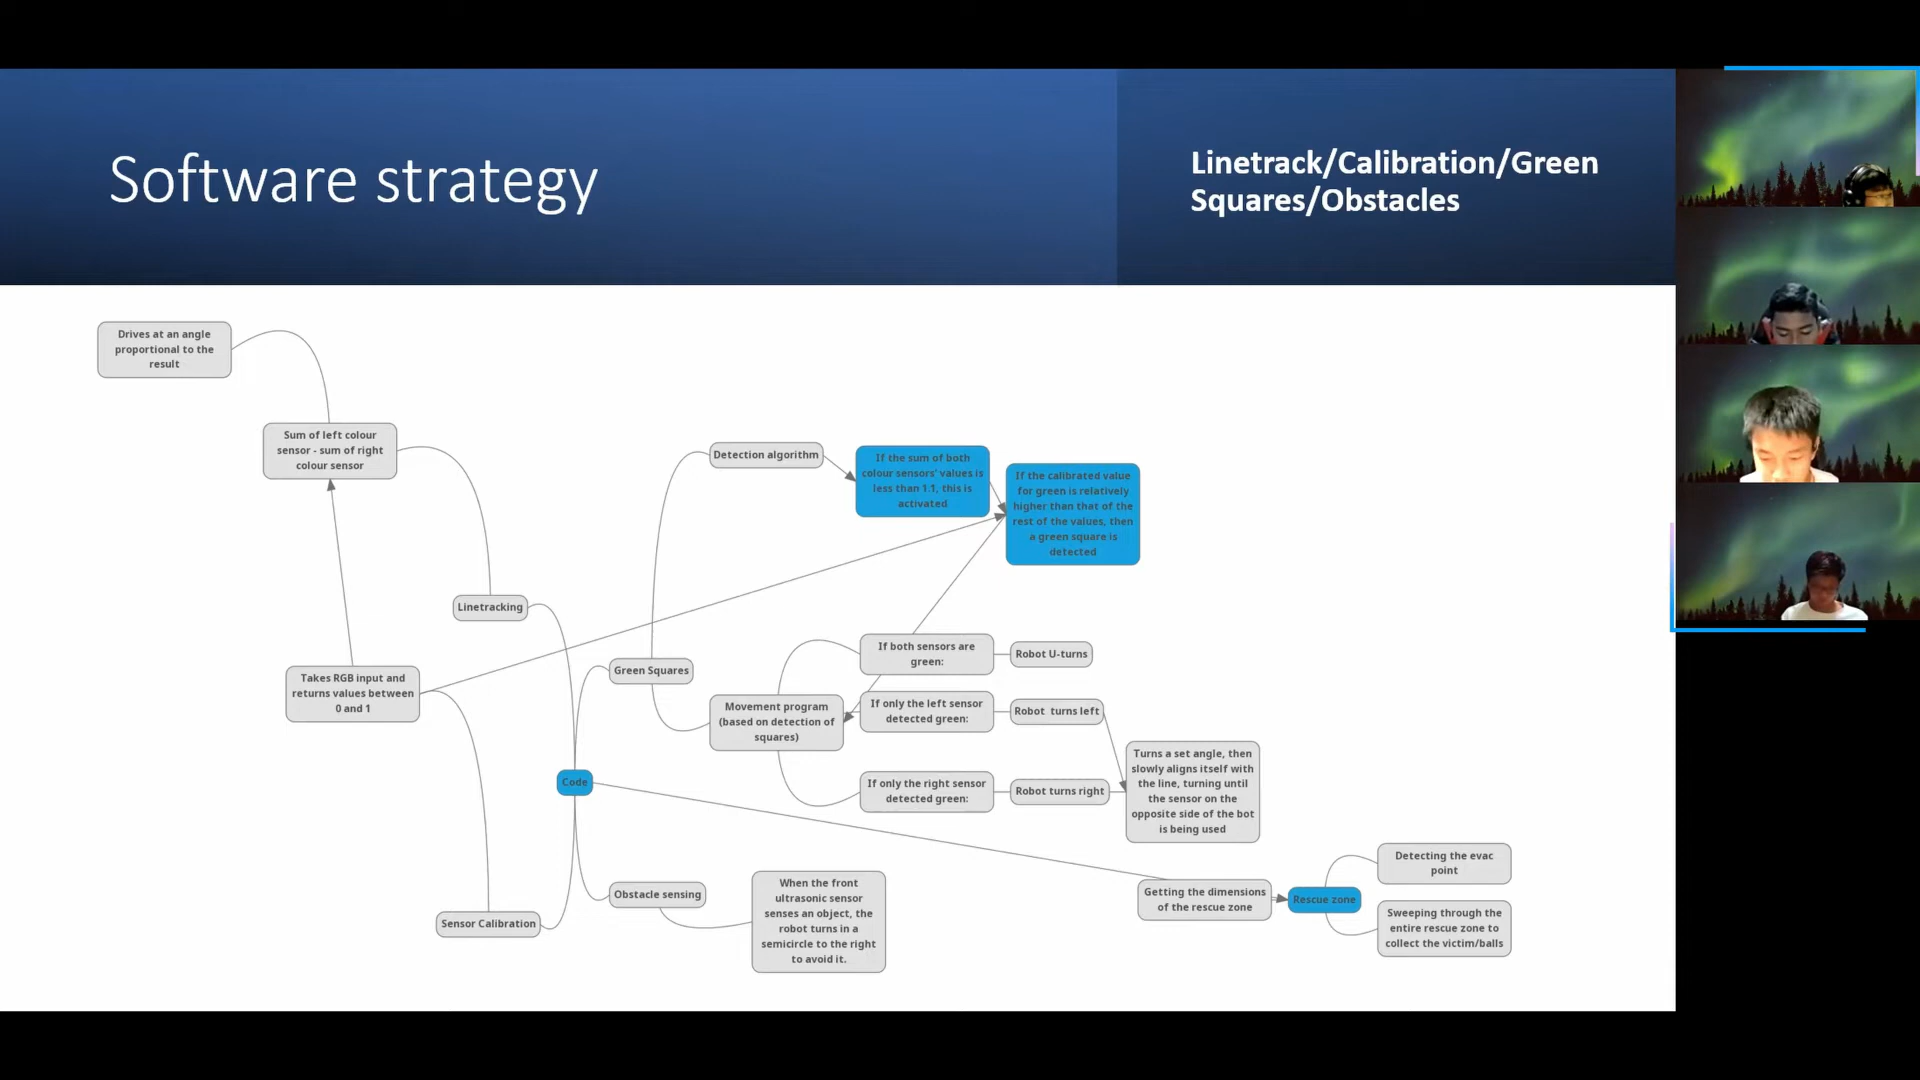 Software strategy
Linetrack/Calibration/Green
Squares/Obstacles
Drives at an angle
proportional to the
result
Sum of left colour
sensor - sum of right
colour sensor
Detection algorithm
If the sum of both
colour sensors' values is
less than 1.1, this is
activated
If the calibrated value
for green is relatively
higher than that of the
rest of the values, then
a green square is
detected
Linetracking
Takes RGB input and
returns values between
0 and 1
Green Squares
If both sensors are
green:
Robot U-turns
Movement program
(based on detection of
squares)
If only the left sensor
detected green:
Robot turns left
If only the right sensor
detected green:
Robot turns right
Turns a set angle, then
slowly aligns itself with
the line, turning until
the sensor on the
opposite side of the bot
is being used
Code
Sensor Calibration
Obstacle sensing
When the front
ultrasonic sensor
senses an object, the
robot turns in a
semicircle to the right
to avoid it.
Getting the dimensions
of the rescue zone
Rescue zone
Detecting the evac
point
Sweeping through the
entire rescue zone to
collect the victim/balls